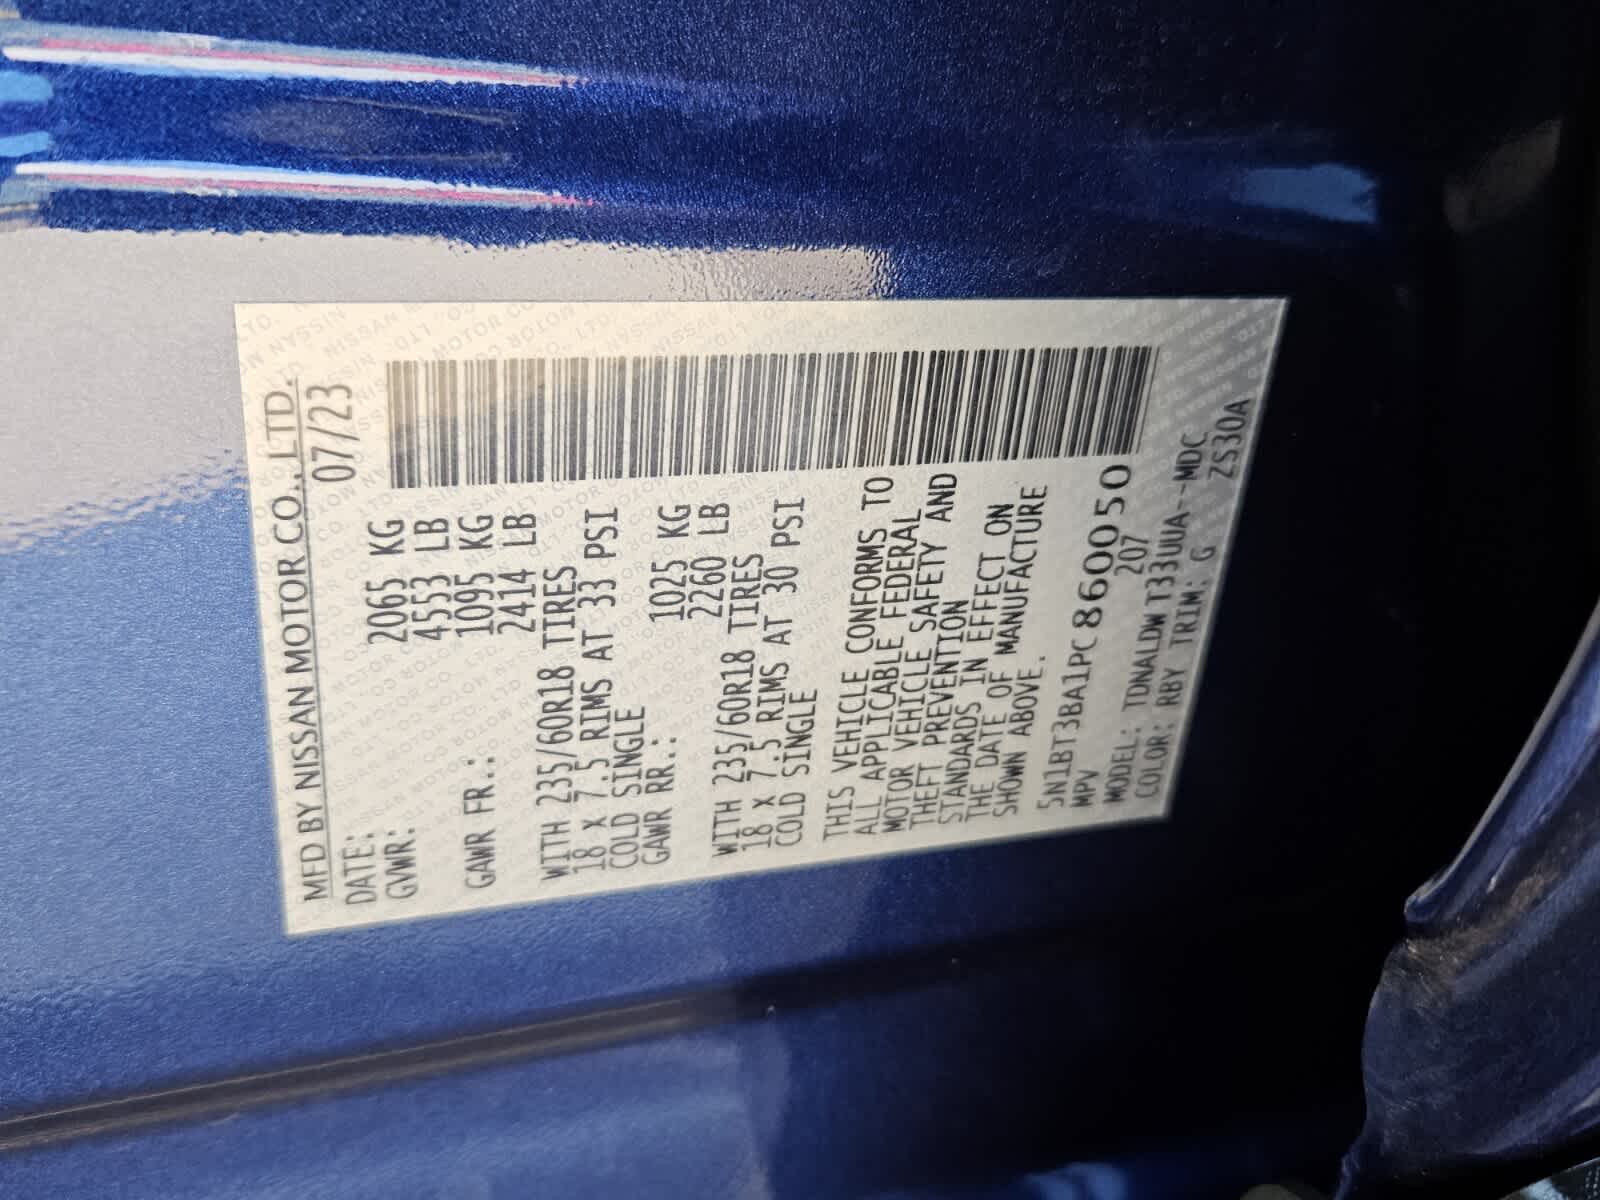 MFD BY NISSAN MOTOR CO., LTD.
DATE: 07/23
GVWR: 2065 KG
4553 LB
GAWR FR.: 1095 KG
2414 LB
WITH 235/60R18 TIRES
18 X 7.5 RIMS AT 33 PSI
COLD SINGLE
GAWR RR.: 1025 KG
2260 LB
WITH 235/60R18 TIRES
18 X 7.5 RIMS AT 30 PSI
COLD SINGLE
THIS VEHICLE CONFORMS TO
ALL APPLICABLE FEDERAL
MOTOR VEHICLE SAFETY AND
THEFT PREVENTION
STANDARDS IN EFFECT ON
THE DATE OF MANUFACTURE
SHOWN ABOVE.
5N1BT3BA1PC860050
MPV 207
MODEL: TDNALDW T33UUA--MDC
COLOR: RBY TRIM: G ZS30A